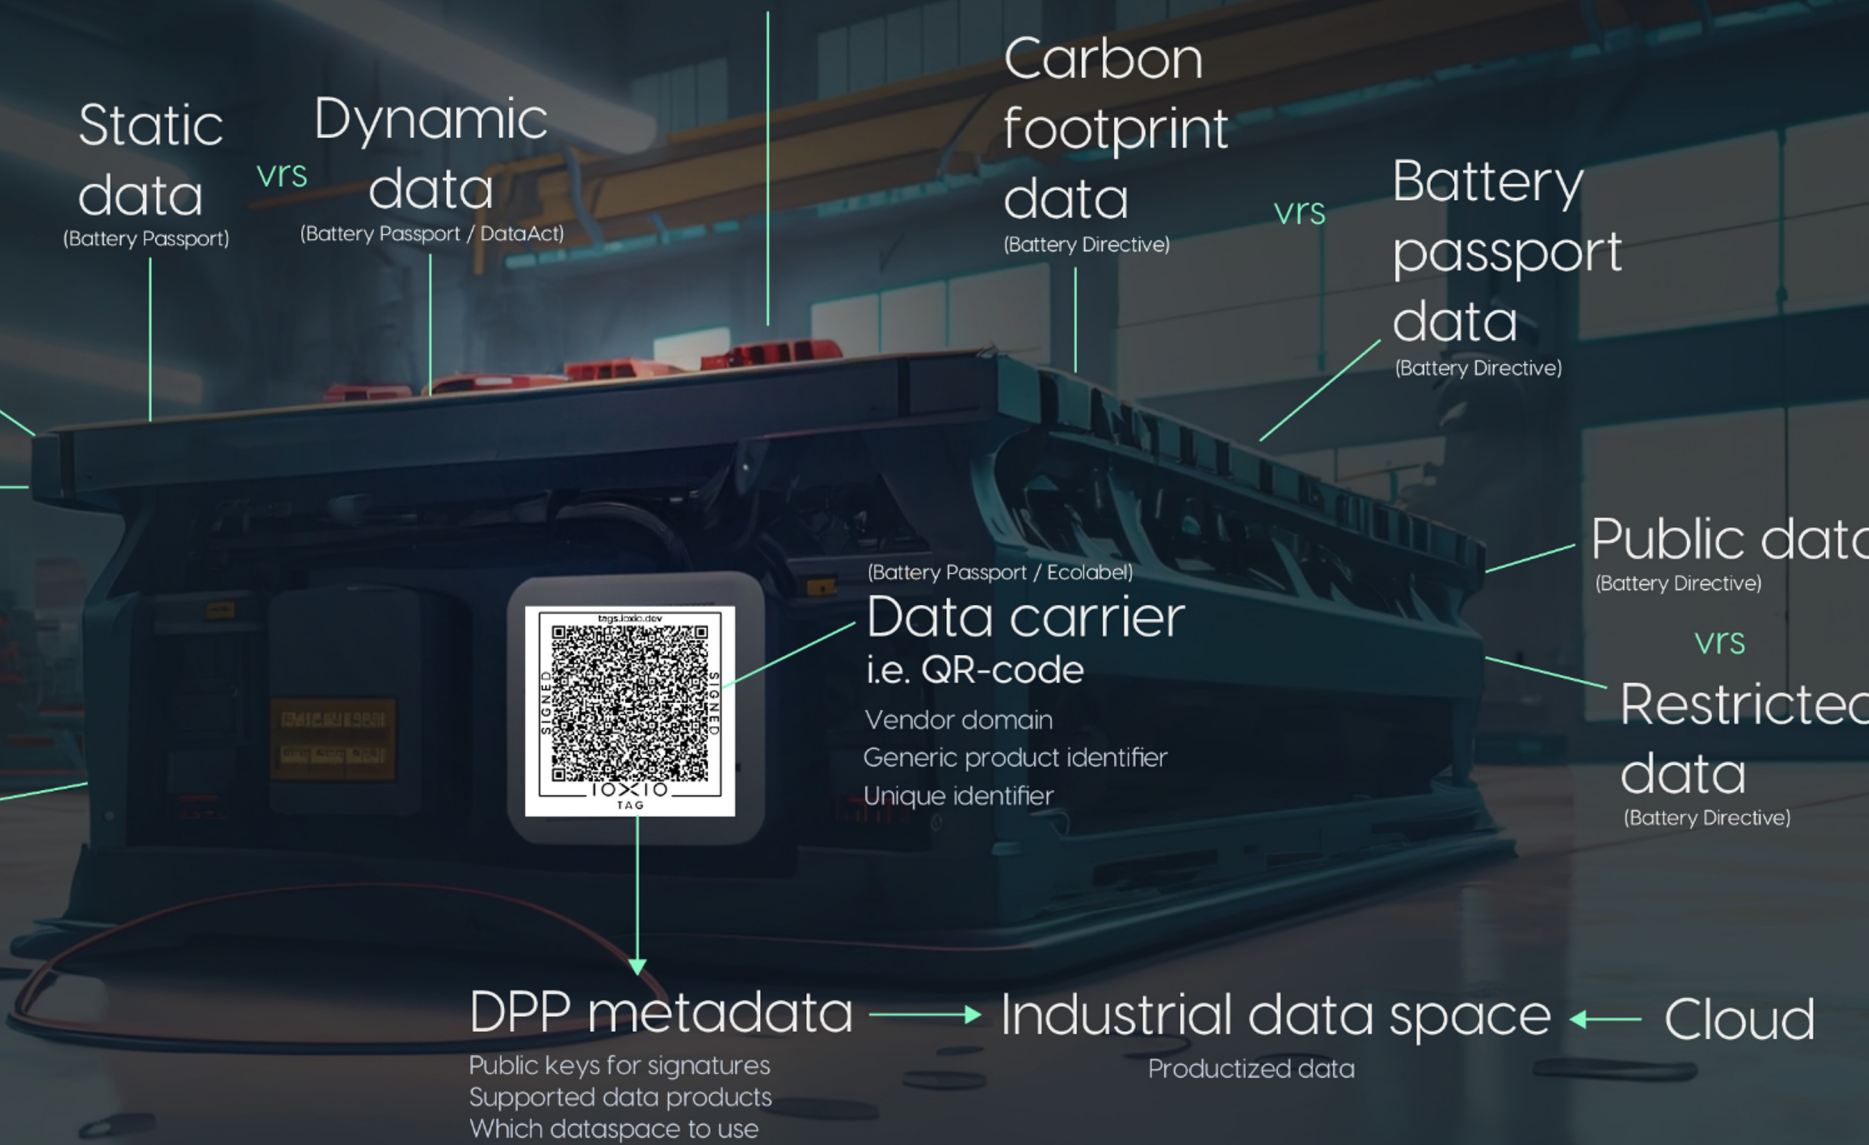 Static
data
(Battery Passport)
vrs
Dynamic
data
(Battery Passport / DataAct)
Carbon
footprint
data
(Battery Directive)
vrs
Battery
passport
data
(Battery Directive)
Public data
(Battery Directive)
vrs
Restricted
data
(Battery Directive)
(Battery Passport / Ecolabel)
Data carrier
i.e. QR-code
Vendor domain
Generic product identifier
Unique identifier
tags.ioxio.dev
SIGNED
SIGNED
IOXIO
TAG
DPP metadata
Public keys for signatures
Supported data products
Which dataspace to use
Industrial data space
Productized data
Cloud